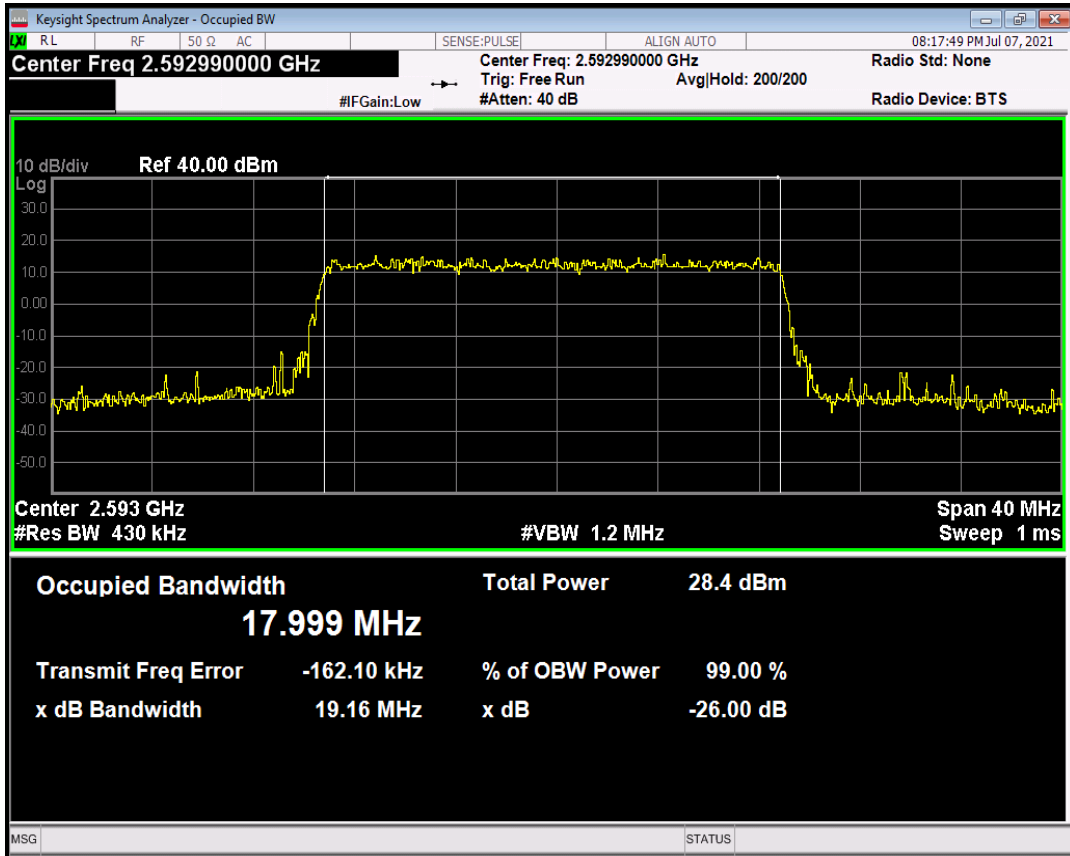 Keysight Spectrum Analyzer - Occupied BW
LXI RL RF 50 Ω AC SENSE:PULSE ALIGN AUTO 08:17:49 PM Jul 07, 2021
Center Freq 2.592990000 GHz Center Freq: 2.592990000 GHz Radio Std: None
Trig: Free Run Avg|Hold: 200/200
#IFGain:Low #Atten: 40 dB Radio Device: BTS
10 dB/div Ref 40.00 dBm
Log
30.0
20.0
10.0
0.00
-10.0
-20.0
-30.0
-40.0
-50.0
Center 2.593 GHz Span 40 MHz
#Res BW 430 kHz #VBW 1.2 MHz Sweep 1 ms
Occupied Bandwidth Total Power 28.4 dBm
17.999 MHz
Transmit Freq Error -162.10 kHz % of OBW Power 99.00 %
x dB Bandwidth 19.16 MHz x dB -26.00 dB
MSG STATUS